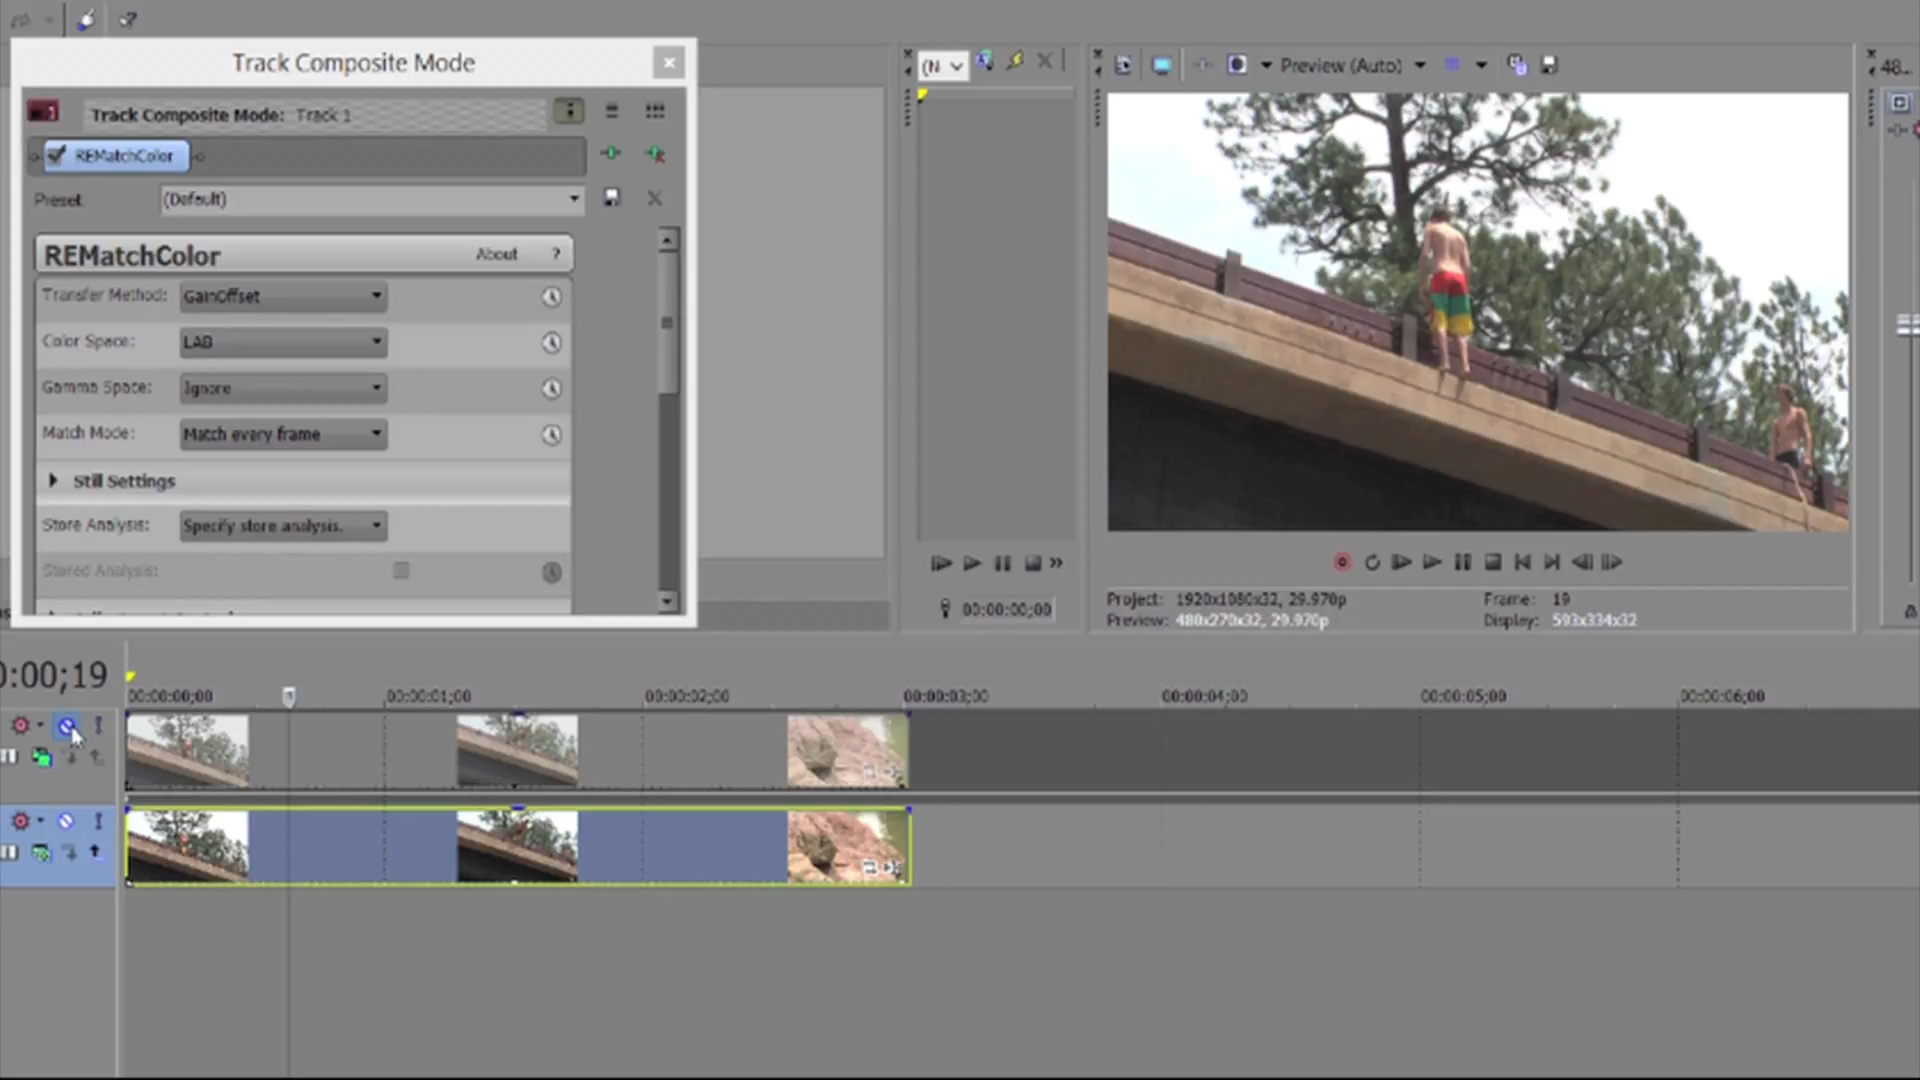 Track Composite Mode
Track Composite Mode: Track 1
REMatchColor
Preset: (Default)
REMatchColor About ?
Transfer Method: GainOffset
Color Space: LAB
Gamma Space: Ignore
Match Mode: Match every frame
Still Settings
Store Analysis: Specify store analysis.
Stored Analysis:
(N
Preview (Auto)
48...
00:00:00;00
Project: 1920x1080x32, 29.970p
Preview: 480x270x32, 29.970p
Frame: 19
Display: 593x334x32
0:00;19
00:00:00;00 00:00:01;00 00:00:02;00 00:00:03;00 00:00:04;00 00:00:05;00 00:00:06;00